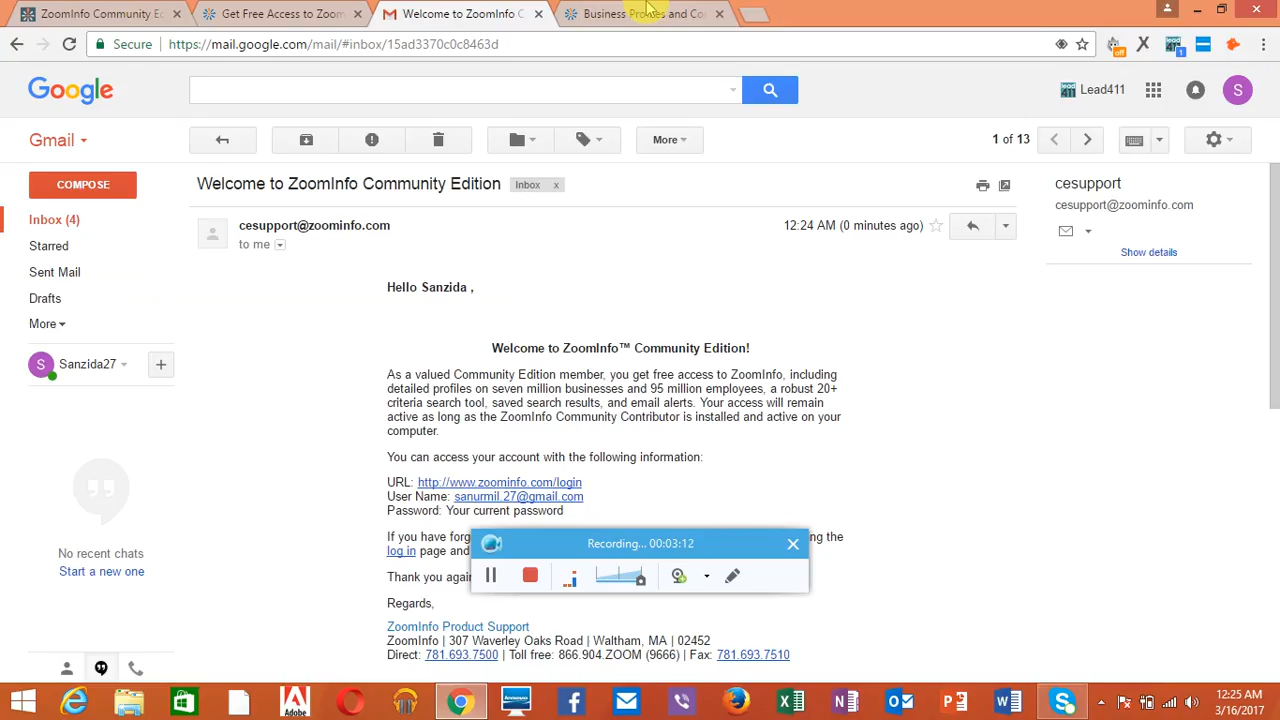 ZoomInfo Community Ec
Get Free Access to Zoom
Welcome to ZoomInfo C
Business Profiles and Co
Secure
https://mail.google.com/mail/#inbox/15ad3370c0c8463d
off
1
Google
Lead411
S
Gmail
More
1 of 13
COMPOSE
Inbox (4)
Starred
Sent Mail
Drafts
More
S
Sanzida27
No recent chats
Start a new one
Welcome to ZoomInfo Community Edition
Inbox x
cesupport@zoominfo.com
to me
12:24 AM (0 minutes ago)
Hello Sanzida ,
Welcome to ZoomInfo™ Community Edition!
As a valued Community Edition member, you get free access to ZoomInfo, including
detailed profiles on seven million businesses and 95 million employees, a robust 20+
criteria search tool, saved search results, and email alerts. Your access will remain
active as long as the ZoomInfo Community Contributor is installed and active on your
computer.
You can access your account with the following information:
URL: http://www.zoominfo.com/login
User Name: sanurmil.27@gmail.com
Password: Your current password
If you have forg
ng the
log in page and
Thank you again
Regards,
ZoomInfo Product Support
ZoomInfo | 307 Waverley Oaks Road | Waltham, MA | 02452
Direct: 781.693.7500 | Toll free: 866.904.ZOOM (9666) | Fax: 781.693.7510
cesupport
cesupport@zoominfo.com
Show details
Recording... 00:03:12
Adobe
12:25 AM
3/16/2017